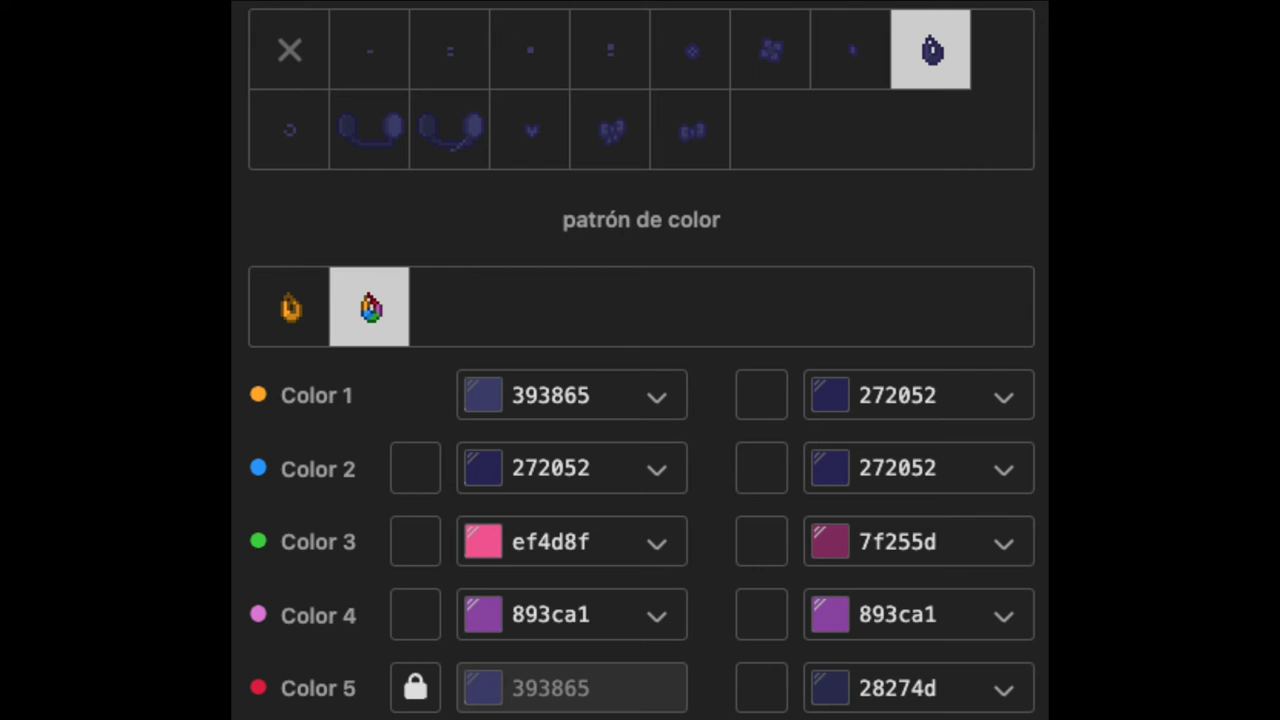 patrón de color
Color 1 393865 272052
Color 2 272052 272052
Color 3 ef4d8f 7f255d
Color 4 893ca1 893ca1
Color 5 393865 28274d